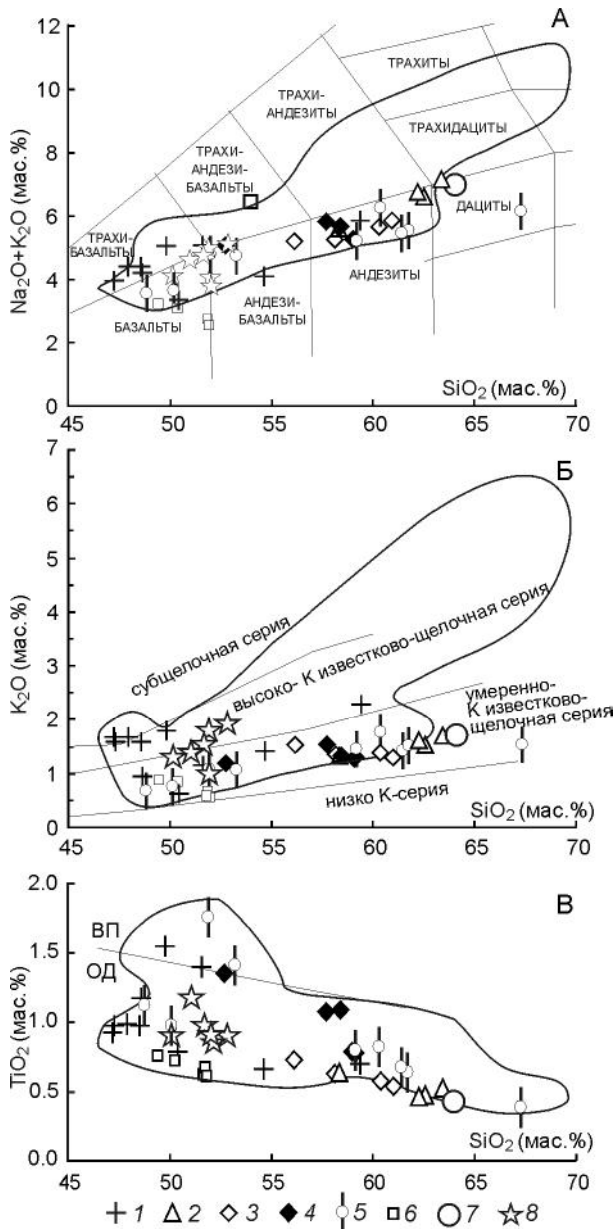 А
12
10
8
6
4
2
0
Na₂O+K₂O (мас.%)
ТРАХИТЫ
ТРАХИ-
АНДЕЗИТЫ
ТРАХИДАЦИТЫ
ТРАХИ-
АНДЕЗИ-
БАЗАЛЬТЫ
ДАЦИТЫ
ТРАХИ-
БАЗАЛЬТЫ
АНДЕЗИТЫ
АНДЕЗИ-
БАЗАЛЬТЫ
БАЗАЛЬТЫ
SiO₂ (мас.%)
45 50 55 60 65 70
Б
7
6
5
4
3
2
1
0
K₂O (мас.%)
субщелочная серия
высоко- К известково-щелочная серия
умеренно-
К известково-
щелочная серия
низко К-серия
SiO₂ (мас.%)
45 50 55 60 65 70
В
2.0
1.5
1.0
0.5
0.0
TiO₂ (мас.%)
ВП
ОД
SiO₂ (мас.%)
45 50 55 60 65 70
1 2 3 4 5 6 7 8